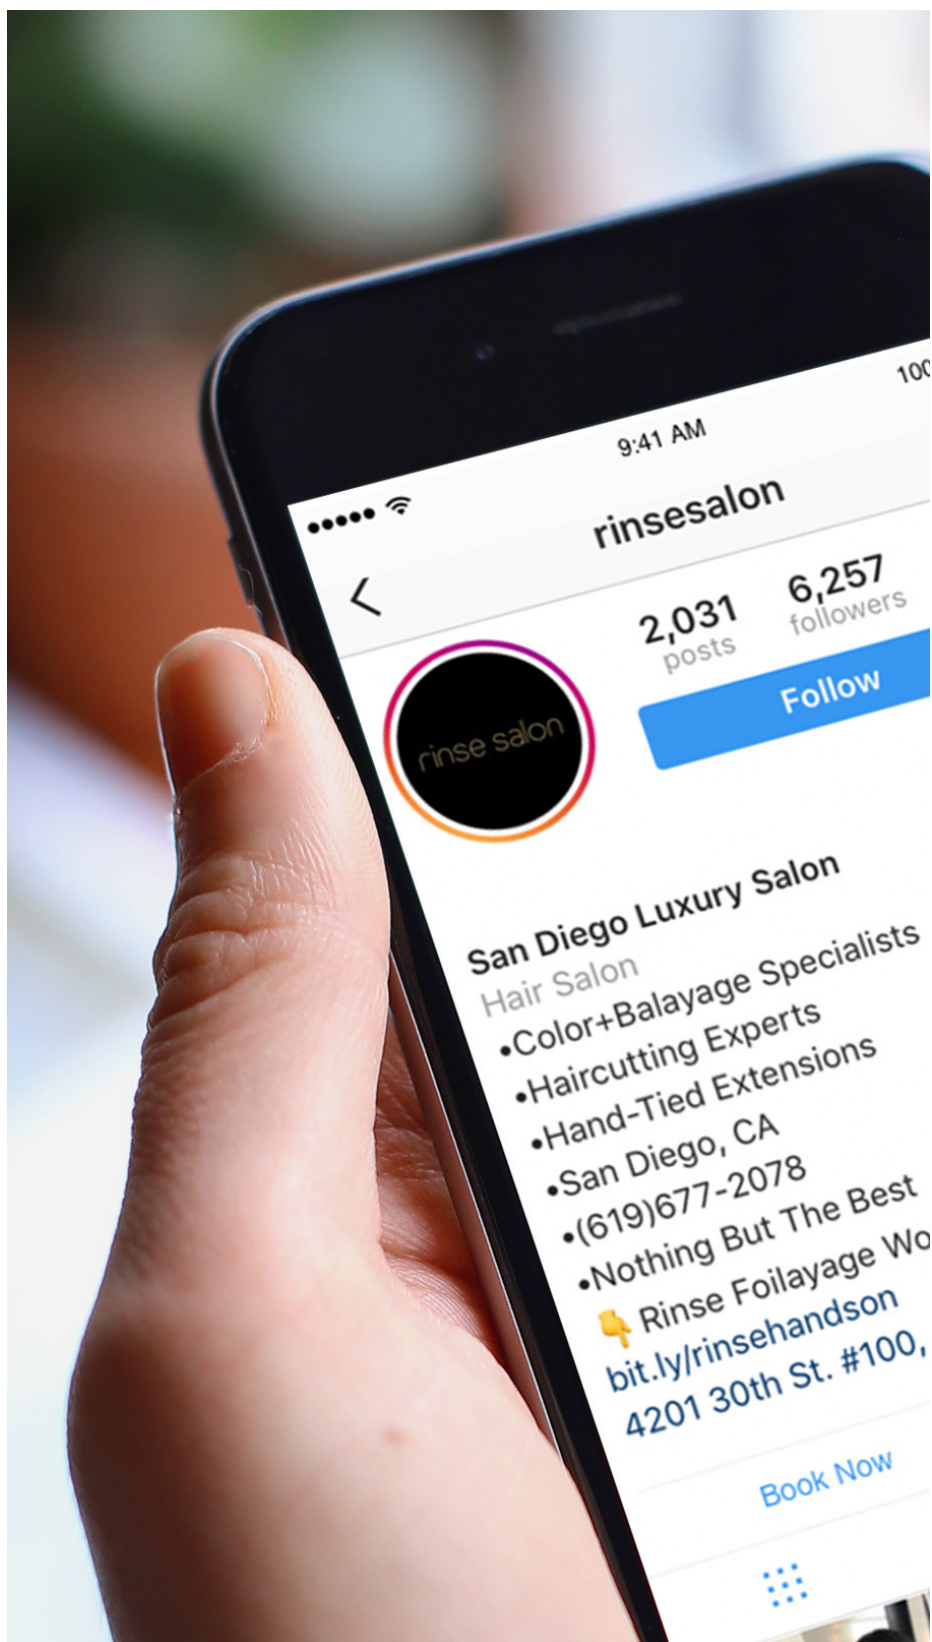 9:41 AM
100
rinsesalon
2,031
posts
6,257
followers
Follow
rinse salon
San Diego Luxury Salon
Hair Salon
•Color+Balayage Specialists
•Haircutting Experts
•Hand-Tied Extensions
•San Diego, CA
•(619)677-2078
•Nothing But The Best
👇 Rinse Foilayage Wo
bit.ly/rinsehandson
4201 30th St. #100,
Book Now